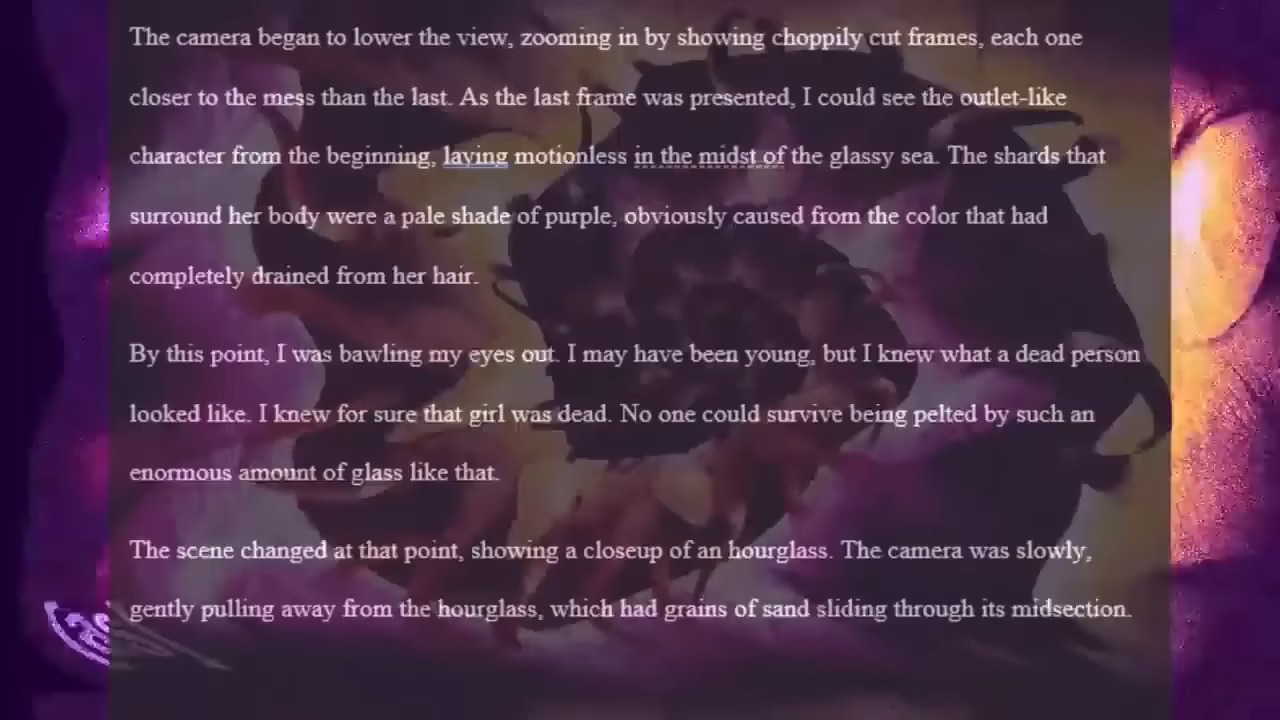 The camera began to lower the view, zooming in by showing choppily cut frames, each one
closer to the mess than the last. As the last frame was presented, I could see the outlet-like
character from the beginning, laying motionless in the midst of the glassy sea. The shards that
surround her body were a pale shade of purple, obviously caused from the color that had
completely drained from her hair.
By this point, I was bawling my eyes out. I may have been young, but I knew what a dead person
looked like. I knew for sure that girl was dead. No one could survive being pelted by such an
enormous amount of glass like that.
The scene changed at that point, showing a closeup of an hourglass. The camera was slowly,
gently pulling away from the hourglass, which had grains of sand sliding through its midsection.